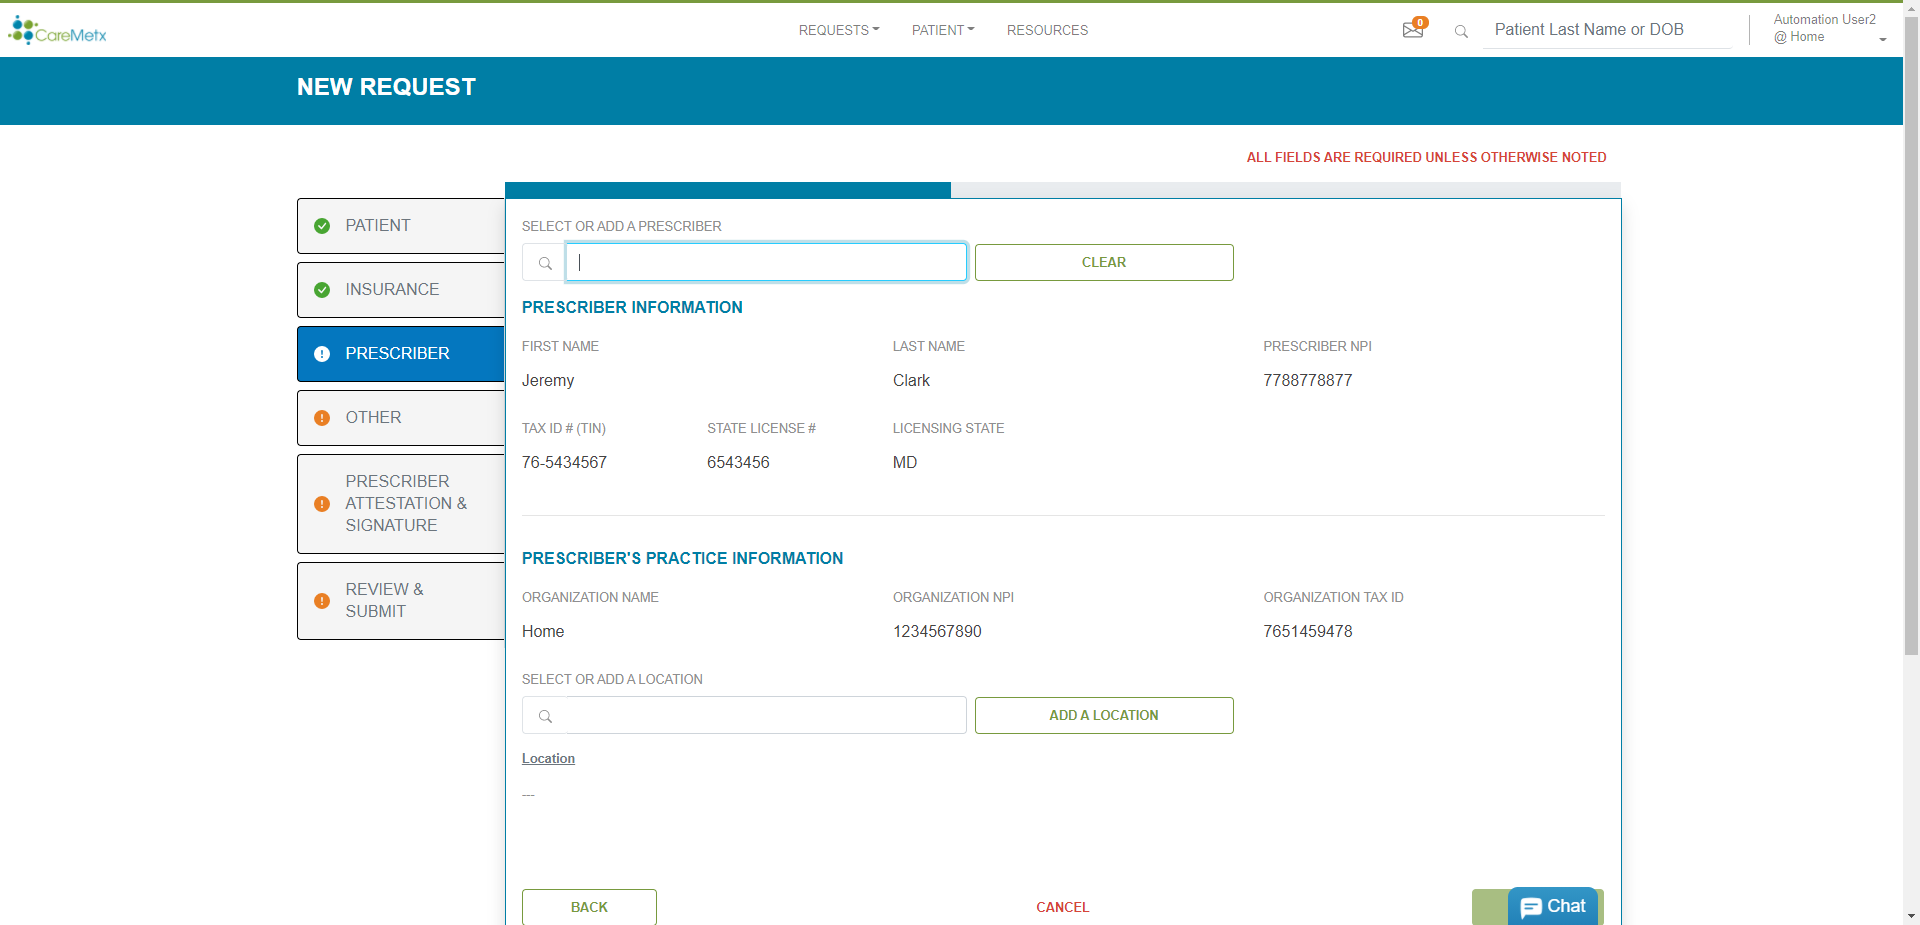 CareMetx
REQUESTS
PATIENT
RESOURCES
0
Patient Last Name or DOB
Automation User2
@ Home
NEW REQUEST
ALL FIELDS ARE REQUIRED UNLESS OTHERWISE NOTED
PATIENT
INSURANCE
PRESCRIBER
OTHER
PRESCRIBER
ATTESTATION &
SIGNATURE
REVIEW &
SUBMIT
SELECT OR ADD A PRESCRIBER
CLEAR
PRESCRIBER INFORMATION
FIRST NAME
LAST NAME
PRESCRIBER NPI
Jeremy
Clark
7788778877
TAX ID # (TIN)
STATE LICENSE #
LICENSING STATE
76-5434567
6543456
MD
PRESCRIBER'S PRACTICE INFORMATION
ORGANIZATION NAME
ORGANIZATION NPI
ORGANIZATION TAX ID
Home
1234567890
7651459478
SELECT OR ADD A LOCATION
ADD A LOCATION
Location
---
BACK
CANCEL
Chat